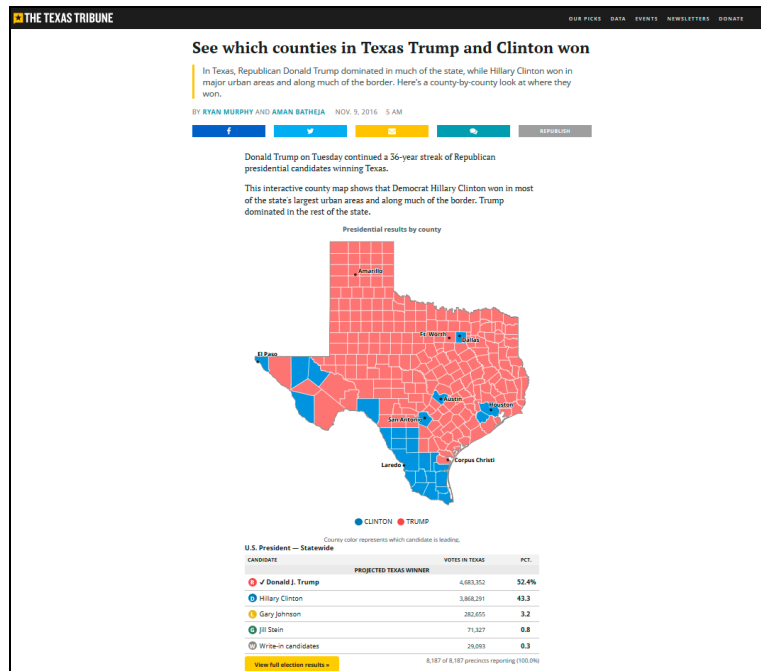 THE TEXAS TRIBUNE
OUR PICKS DATA EVENTS NEWSLETTERS DONATE
See which counties in Texas Trump and Clinton won
In Texas, Republican Donald Trump dominated in much of the state, while Hillary Clinton won in
major urban areas and along much of the border. Here's a county-by-county look at where they
won.
BY RYAN MURPHY AND AMAN BATHEJA NOV. 9, 2016 5 AM
REPUBLISH
Donald Trump on Tuesday continued a 36-year streak of Republican
presidential candidates winning Texas.
This interactive county map shows that Democrat Hillary Clinton won in most
of the state's largest urban areas and along much of the border. Trump
dominated in the rest of the state.
Presidential results by county
Amarillo
Ft. Worth
Dallas
El Paso
Austin
Houston
San Antonio
Laredo
Corpus Christi
CLINTON TRUMP
County color represents which candidate is leading.
U.S. President — Statewide
CANDIDATE VOTES IN TEXAS PCT.
PROJECTED TEXAS WINNER
R ✓ Donald J. Trump 4,683,352 52.4%
D Hillary Clinton 3,868,291 43.3
L Gary Johnson 282,655 3.2
G Jill Stein 71,327 0.8
W Write-in candidates 29,093 0.3
View full election results »
8,187 of 8,187 precincts reporting (100.0%)